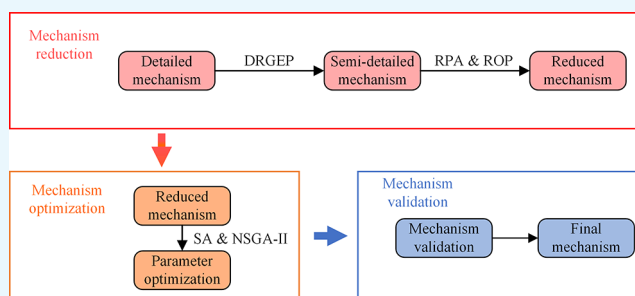 Mechanism
reduction
Detailed
mechanism
DRGEP
Semi-detailed
mechanism
RPA & ROP
Reduced
mechanism
Mechanism
optimization
Reduced
mechanism
SA & NSGA-II
Parameter
optimization
Mechanism
validation
Mechanism
validation
Final
mechanism